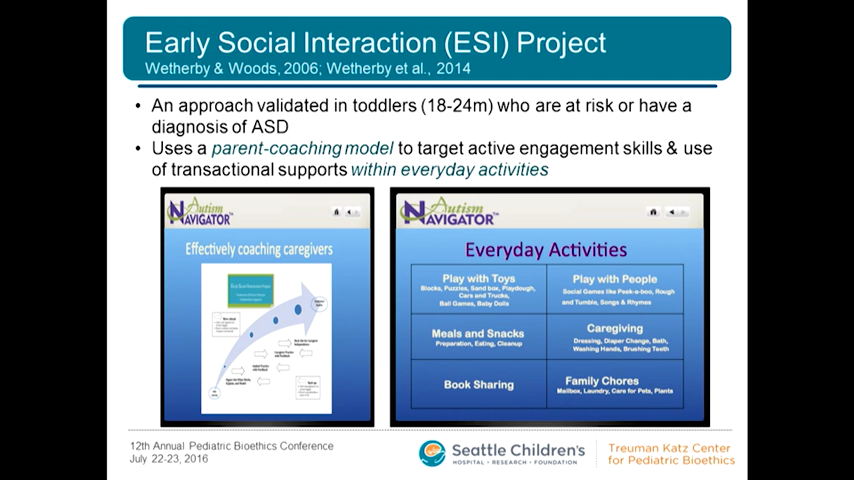 Early Social Interaction (ESI) Project
Wetherby & Woods, 2006; Wetherby et al., 2014
• An approach validated in toddlers (18-24m) who are at risk or have a
diagnosis of ASD
• Uses a parent-coaching model to target active engagement skills & use
of transactional supports within everyday activities
Autism
NAVIGATOR™
Effectively coaching caregivers
Autism
NAVIGATOR™
Everyday Activities
Play with Toys
Blocks, Puzzles, Sand box, Playdough,
Cars and Trucks,
Ball Games, Baby Dolls
Play with People
Social Games like Peek-a-boo, Rough
and Tumble, Songs & Rhymes
Meals and Snacks
Preparation, Eating, Cleanup
Caregiving
Dressing, Diaper Change, Bath,
Washing Hands, Brushing Teeth
Book Sharing
Family Chores
Mailbox, Laundry, Care for Pets, Plants
12th Annual Pediatric Bioethics Conference
July 22-23, 2016
Seattle Children's
HOSPITAL • RESEARCH • FOUNDATION
Treuman Katz Center
for Pediatric Bioethics